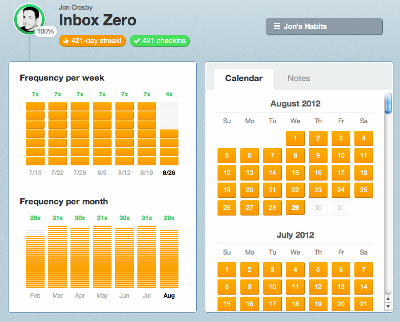 Jon Crosby
Inbox Zero
100%
421-day streak!
421 checkins
Jon's Habits
Frequency per week
7x 7x 7x 7x 7x 7x 4x
7/15 7/22 7/29 8/5 8/12 8/19 8/26
Frequency per month
26x 31x 30x 31x 30x 31x 29x
Feb Mar Apr May Jun Jul Aug
Calendar Notes
August 2012
Su Mo Tu We Th Fr Sa
1 2 3 4
5 6 7 8 9 10 11
12 13 14 15 16 17 18
19 20 21 22 23 24 25
26 27 28 29 30 31
July 2012
Su Mo Tu We Th Fr Sa
1 2 3 4 5 6 7
8 9 10 11 12 13 14
15 16 17 18 19 20 21